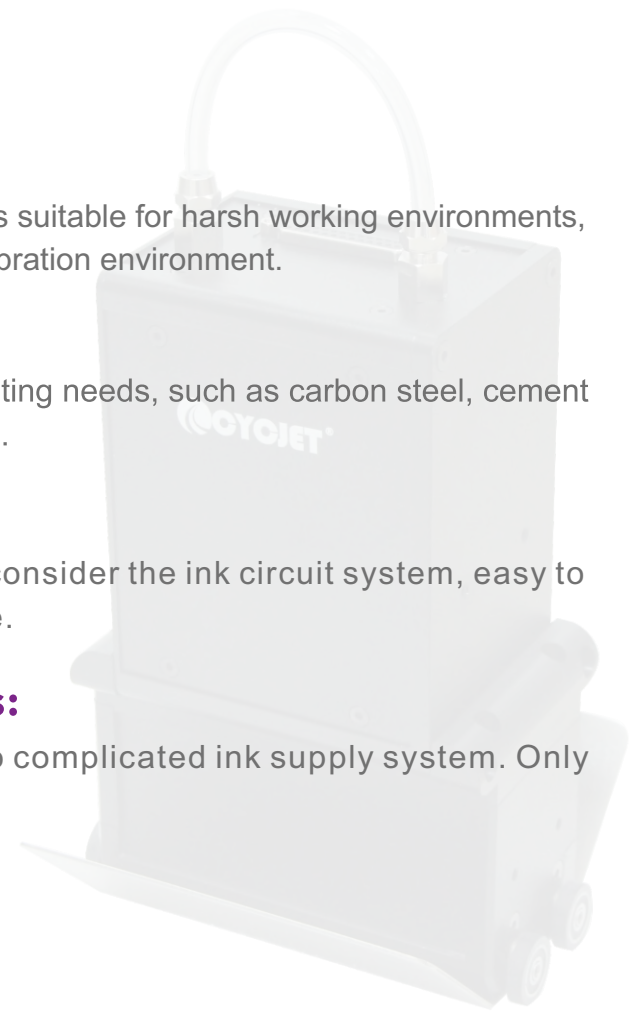 s suitable for harsh working environments,
bration environment.
ting needs, such as carbon steel, cement
.
CYCJET®
consider the ink circuit system, easy to
e.
s:
o complicated ink supply system. Only